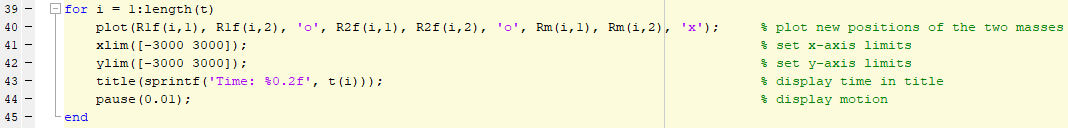 39 - for i = 1:length(t)
40 - plot(R1f(i,1), R1f(i,2), 'o', R2f(i,1), R2f(i,2), 'o', Rm(i,1), Rm(i,2), 'x'); % plot new positions of the two masses
41 - xlim([-3000 3000]); % set x-axis limits
42 - ylim([-3000 3000]); % set y-axis limits
43 - title(sprintf('Time: %0.2f', t(i))); % display time in title
44 - pause(0.01); % display motion
45 - end